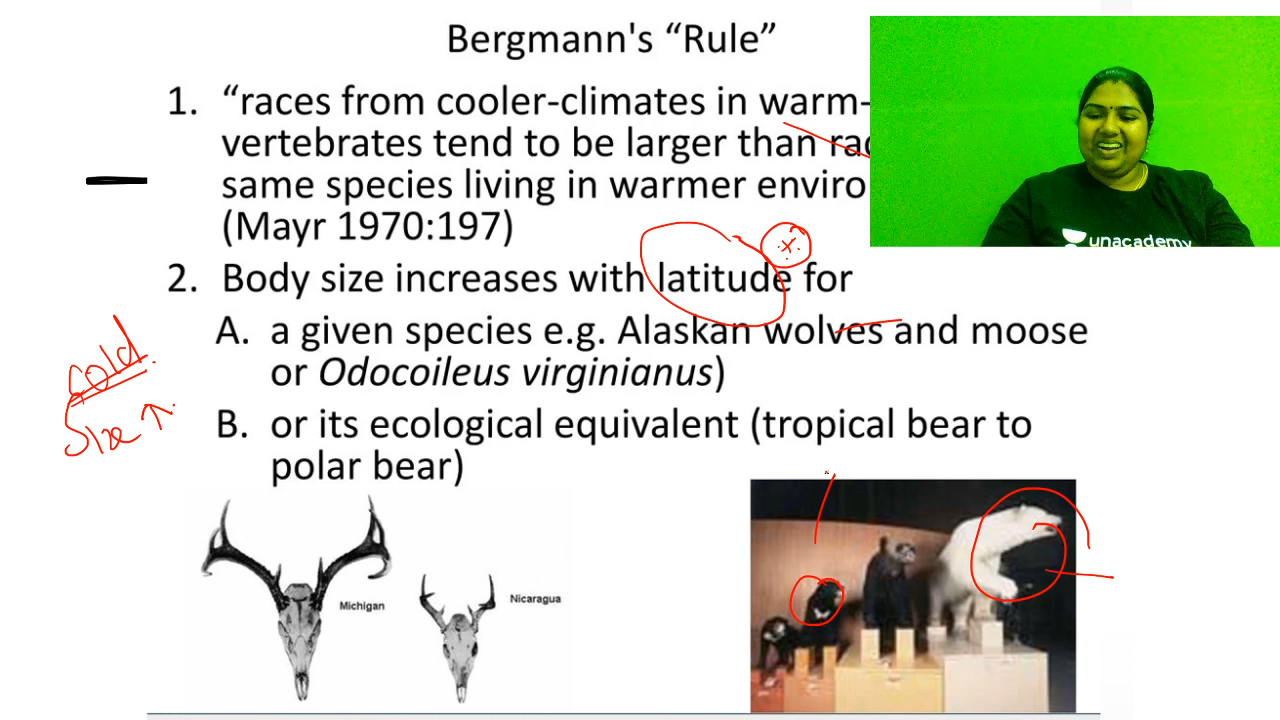 Bergmann's “Rule”
1. “races from cooler-climates in warm-
vertebrates tend to be larger than
same species living in warmer
(Mayr 1970:197)
2. Body size increases with latitude for
A. a given species e.g. Alaskan wolves and moose
or Odocoileus virginianus)
B. or its ecological equivalent (tropical bear to
polar bear)
cold
Size ↑
Michigan
Nicaragua
unacademy